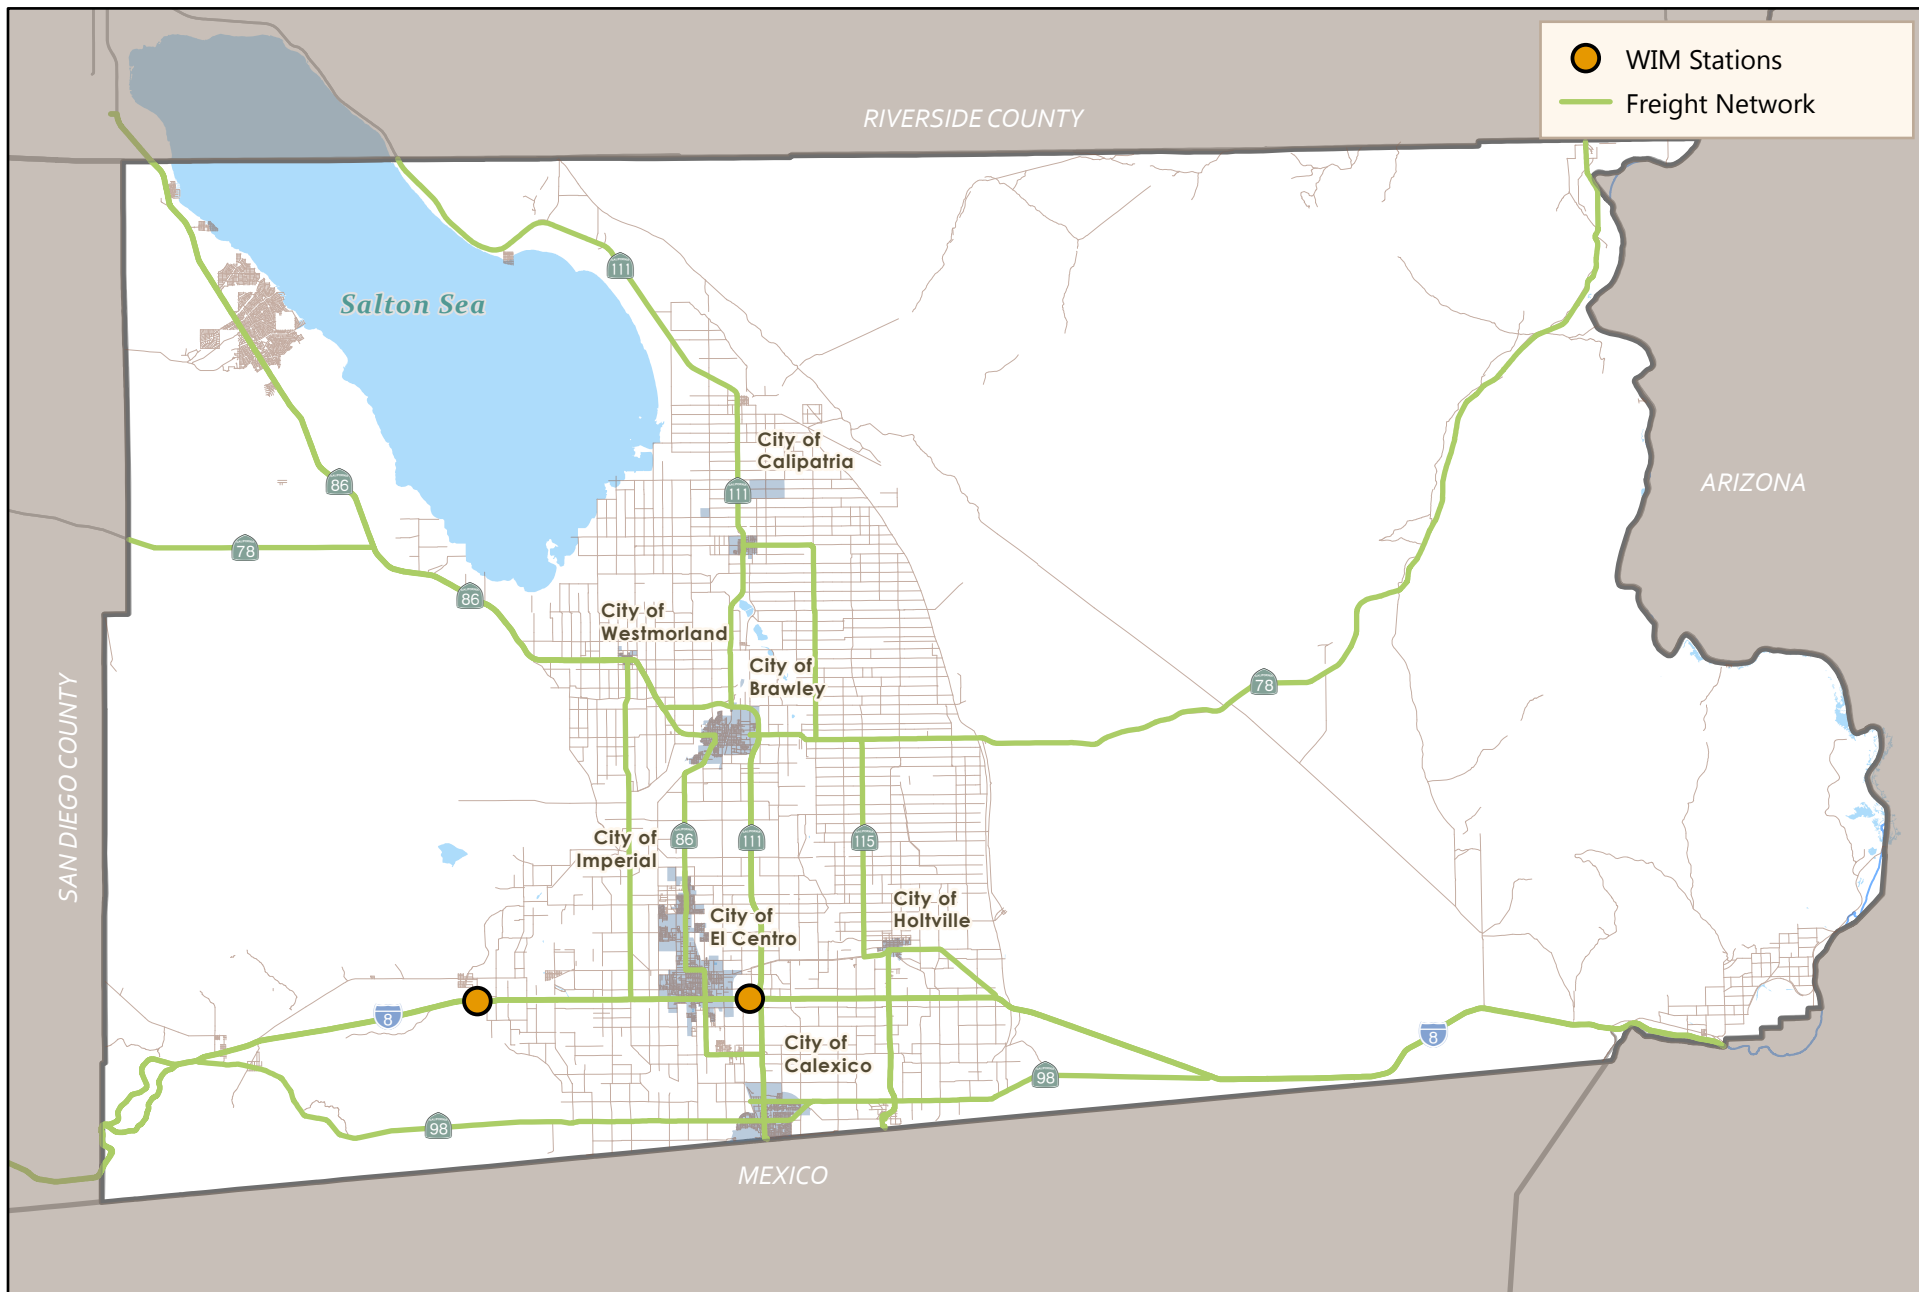 WIM Stations
Freight Network
RIVERSIDE COUNTY
111
Salton Sea
City of
Calipatria
86
111
ARIZONA
78
86
City of
Westmorland
City of
Brawley
78
SAN DIEGO COUNTY
City of
Imperial
86
111
115
City of
Holtville
City of
El Centro
8
8
City of
Calexico
98
98
MEXICO